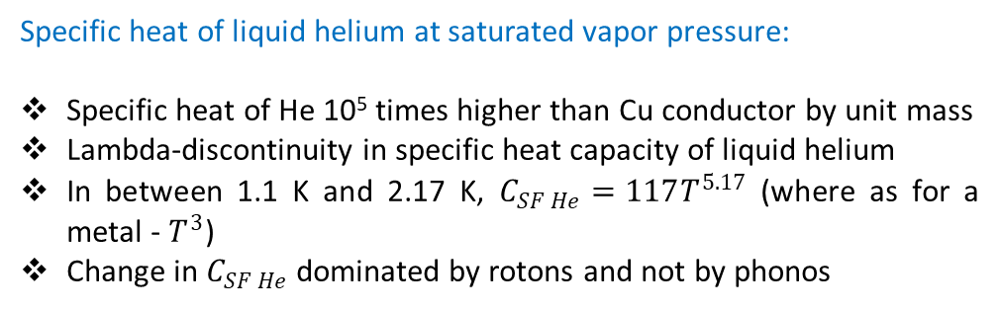 Specific heat of liquid helium at saturated vapor pressure:
❖ Specific heat of He 10⁵ times higher than Cu conductor by unit mass
❖ Lambda-discontinuity in specific heat capacity of liquid helium
❖ In between 1.1 K and 2.17 K, C_{SF He} = 117T^{5.17} (where as for a
metal - T³)
❖ Change in C_{SF He} dominated by rotons and not by phonos